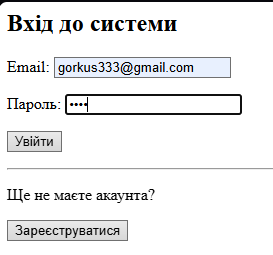 Вхід до системи
Email: gorkus333@gmail.com
Пароль: ••••
Увійти
Ще не маєте акаунта?
Зареєструватися